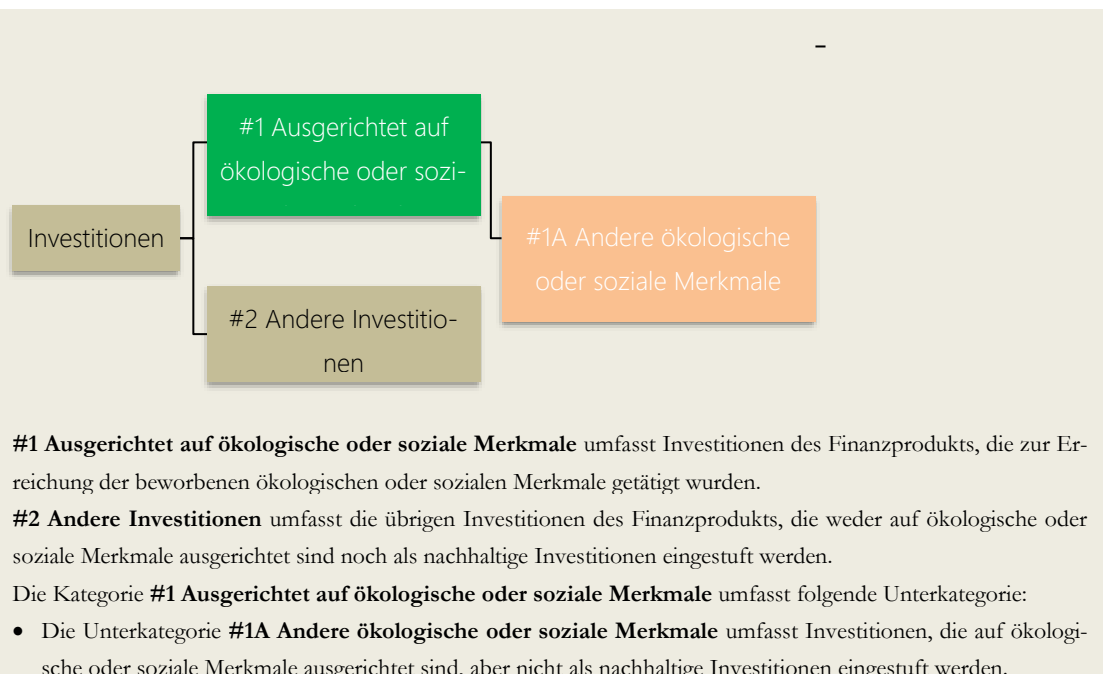 -
#1 Ausgerichtet auf
ökologische oder sozi-
Investitionen
#1A Andere ökologische
oder soziale Merkmale
#2 Andere Investitio-
nen
#1 Ausgerichtet auf ökologische oder soziale Merkmale umfasst Investitionen des Finanzprodukts, die zur Er-
reichung der beworbenen ökologischen oder sozialen Merkmale getätigt wurden.
#2 Andere Investitionen umfasst die übrigen Investitionen des Finanzprodukts, die weder auf ökologische oder
soziale Merkmale ausgerichtet sind noch als nachhaltige Investitionen eingestuft werden.
Die Kategorie #1 Ausgerichtet auf ökologische oder soziale Merkmale umfasst folgende Unterkategorie:
• Die Unterkategorie #1A Andere ökologische oder soziale Merkmale umfasst Investitionen, die auf ökologi-
sche oder soziale Merkmale ausgerichtet sind, aber nicht als nachhaltige Investitionen eingestuft werden.